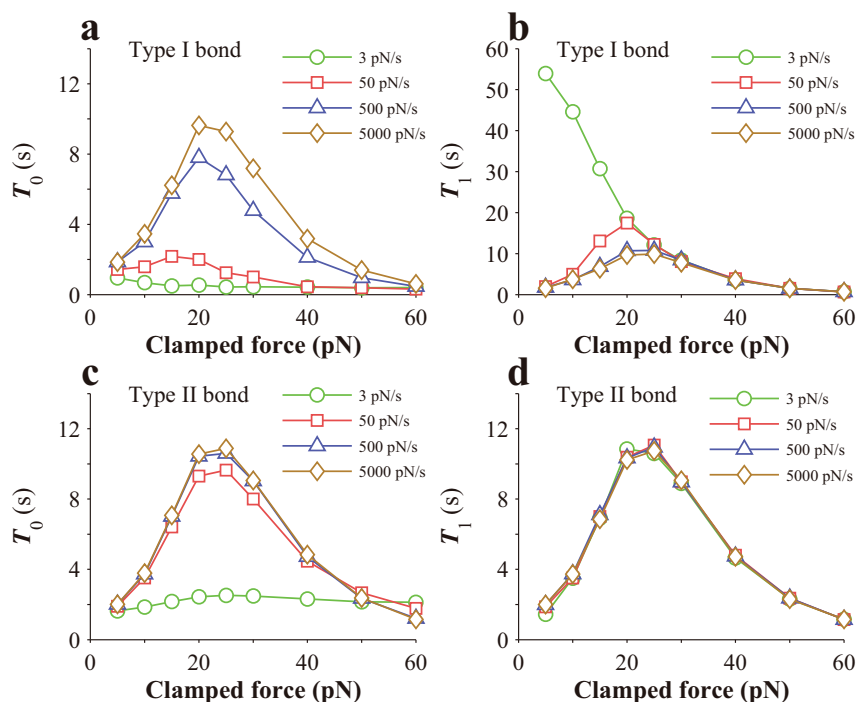 a
Type I bond
3 pN/s
50 pN/s
500 pN/s
5000 pN/s
12
8
4
0
T0 (s)
0 20 40 60
Clamped force (pN)
b
Type I bond
3 pN/s
50 pN/s
500 pN/s
5000 pN/s
60
50
40
30
20
10
0
T1 (s)
0 20 40 60
Clamped force (pN)
c
Type II bond
3 pN/s
50 pN/s
500 pN/s
5000 pN/s
12
8
4
0
T0 (s)
0 20 40 60
Clamped force (pN)
d
Type II bond
3 pN/s
50 pN/s
500 pN/s
5000 pN/s
12
8
4
0
T1 (s)
0 20 40 60
Clamped force (pN)